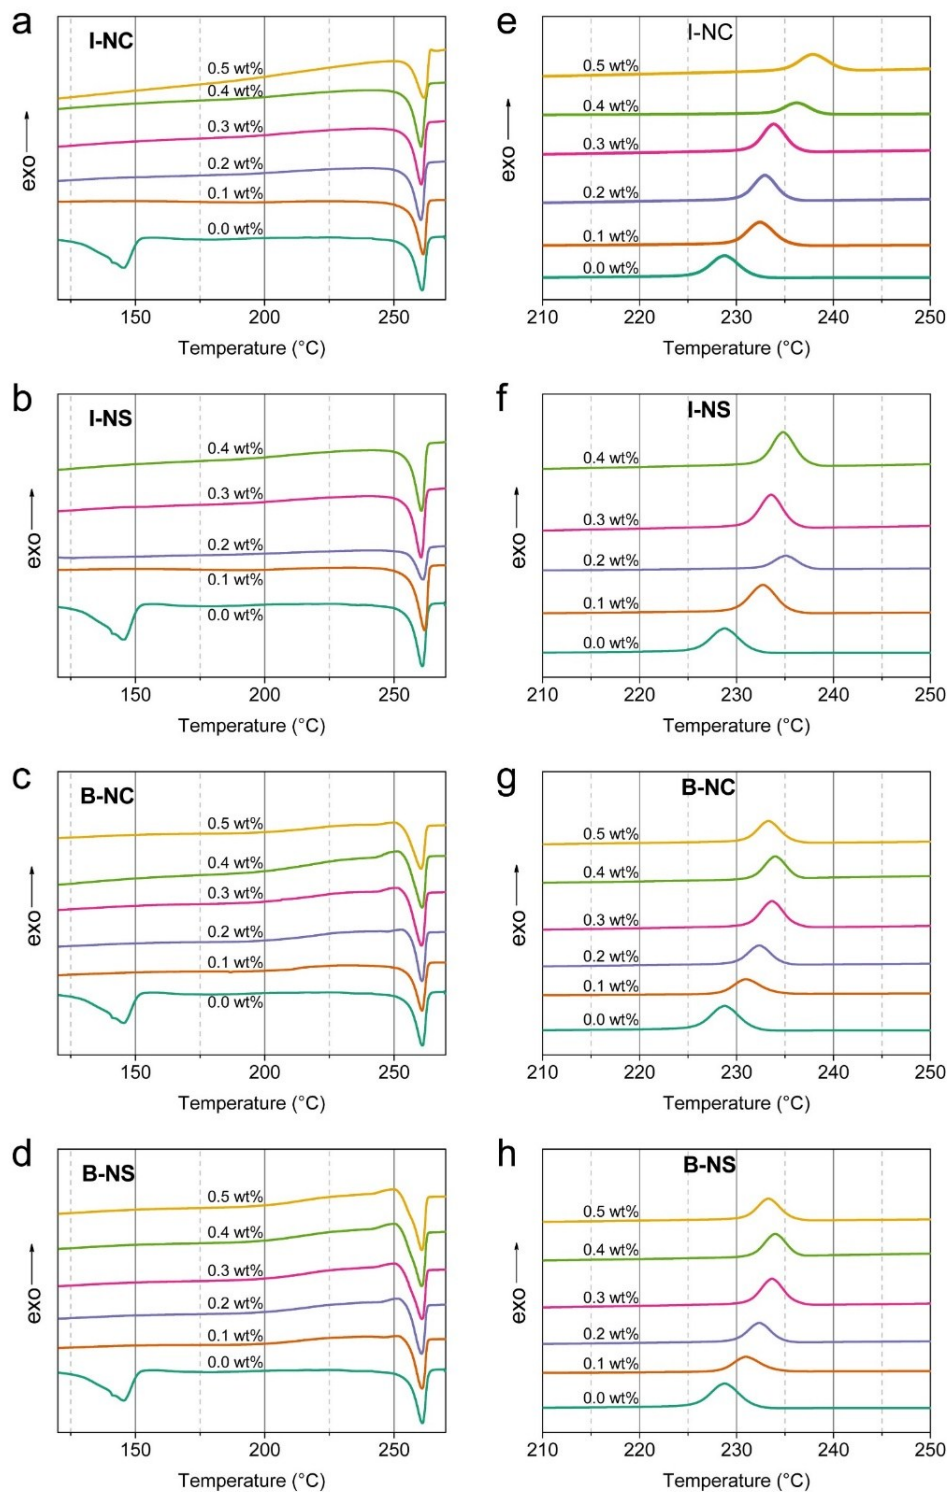 a
I-NC
0.5 wt%
0.4 wt%
0.3 wt%
0.2 wt%
0.1 wt%
0.0 wt%
exo
150 200 250
Temperature (°C)
e
I-NC
0.5 wt%
0.4 wt%
0.3 wt%
0.2 wt%
0.1 wt%
0.0 wt%
exo
210 220 230 240 250
Temperature (°C)
b
I-NS
0.4 wt%
0.3 wt%
0.2 wt%
0.1 wt%
0.0 wt%
exo
150 200 250
Temperature (°C)
f
I-NS
0.4 wt%
0.3 wt%
0.2 wt%
0.1 wt%
0.0 wt%
exo
210 220 230 240 250
Temperature (°C)
c
B-NC
0.5 wt%
0.4 wt%
0.3 wt%
0.2 wt%
0.1 wt%
0.0 wt%
exo
150 200 250
Temperature (°C)
g
B-NC
0.5 wt%
0.4 wt%
0.3 wt%
0.2 wt%
0.1 wt%
0.0 wt%
exo
210 220 230 240 250
Temperature (°C)
d
B-NS
0.5 wt%
0.4 wt%
0.3 wt%
0.2 wt%
0.1 wt%
0.0 wt%
exo
150 200 250
Temperature (°C)
h
B-NS
0.5 wt%
0.4 wt%
0.3 wt%
0.2 wt%
0.1 wt%
0.0 wt%
exo
210 220 230 240 250
Temperature (°C)